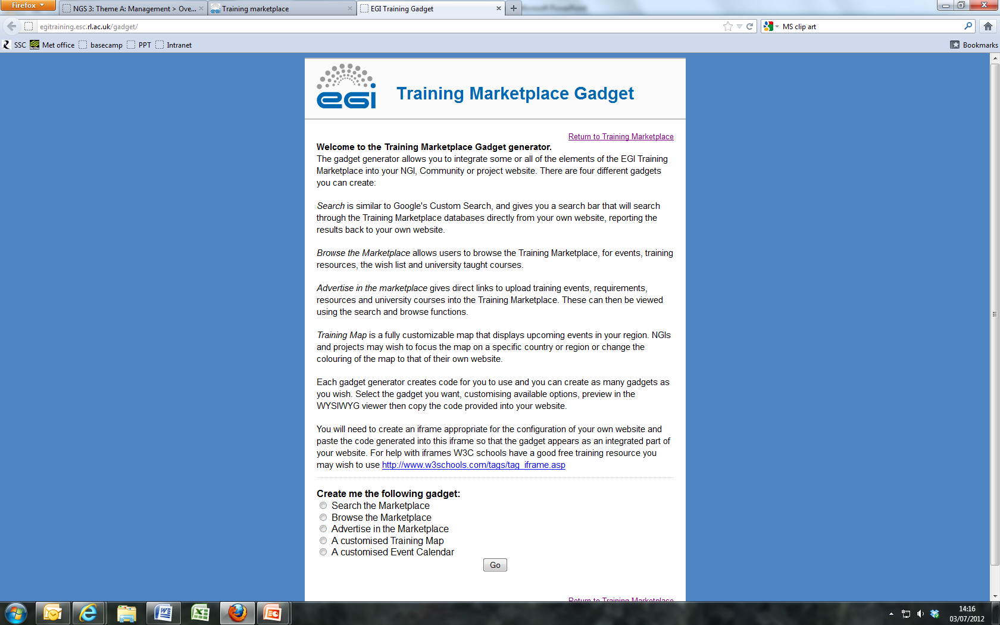 Firefox
NGS 3: Theme A: Management > Ove...
Training marketplace
EGI Training Gadget
egitraining.esc.rl.ac.uk/gadget/
MS clip art
SSC
Met office
basecamp
PPT
Intranet
Bookmarks
egi
Training Marketplace Gadget
Return to Training Marketplace
Welcome to the Training Marketplace Gadget generator.
The gadget generator allows you to integrate some or all of the elements of the EGI Training
Marketplace into your NGI, Community or project website. There are four different gadgets
you can create:
Search is similar to Google's Custom Search, and gives you a search bar that will search
through the Training Marketplace databases directly from your own website, reporting the
results back to your own website.
Browse the Marketplace allows users to browse the Training Marketplace, for events, training
resources, the wish list and university taught courses.
Advertise in the marketplace gives direct links to upload training events, requirements,
resources and university courses into the Training Marketplace. These can then be viewed
using the search and browse functions.
Training Map is a fully customizable map that displays upcoming events in your region. NGIs
and projects may wish to focus the map on a specific country or region or change the
colouring of the map to that of their own website.
Each gadget generator creates code for you to use and you can create as many gadgets as
you wish. Select the gadget you want, customising available options, preview in the
WYSIWYG viewer then copy the code provided into your website.
You will need to create an iframe appropriate for the configuration of your own website and
paste the code generated into this iframe so that the gadget appears as an integrated part of
your website. For help with iframes W3C schools have a good free training resource you
may wish to use http://www.w3schools.com/tags/tag_iframe.asp
Create me the following gadget:
Search the Marketplace
Browse the Marketplace
Advertise in the Marketplace
A customised Training Map
A customised Event Calendar
Go
Return to Training Marketplace
14:16
03/07/2012